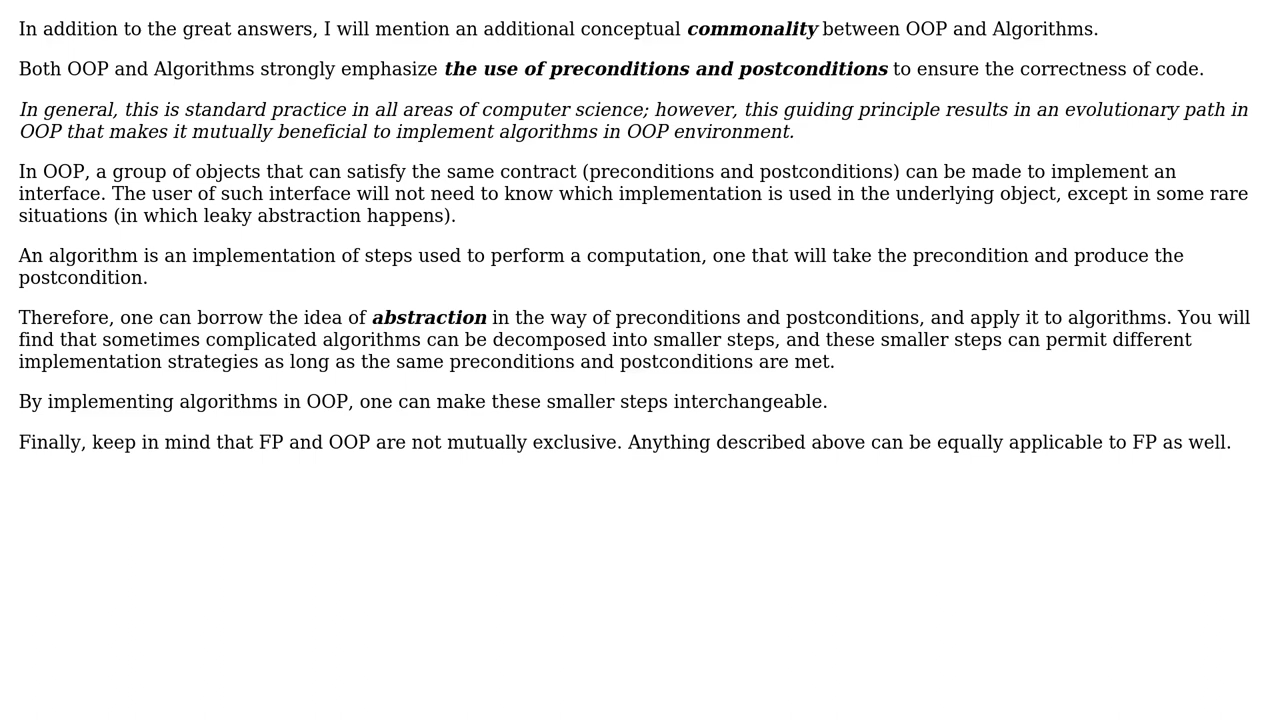 In addition to the great answers, I will mention an additional conceptual commonality between OOP and Algorithms.
Both OOP and Algorithms strongly emphasize the use of preconditions and postconditions to ensure the correctness of code.
In general, this is standard practice in all areas of computer science; however, this guiding principle results in an evolutionary path in
OOP that makes it mutually beneficial to implement algorithms in OOP environment.
In OOP, a group of objects that can satisfy the same contract (preconditions and postconditions) can be made to implement an
interface. The user of such interface will not need to know which implementation is used in the underlying object, except in some rare
situations (in which leaky abstraction happens).
An algorithm is an implementation of steps used to perform a computation, one that will take the precondition and produce the
postcondition.
Therefore, one can borrow the idea of abstraction in the way of preconditions and postconditions, and apply it to algorithms. You will
find that sometimes complicated algorithms can be decomposed into smaller steps, and these smaller steps can permit different
implementation strategies as long as the same preconditions and postconditions are met.
By implementing algorithms in OOP, one can make these smaller steps interchangeable.
Finally, keep in mind that FP and OOP are not mutually exclusive. Anything described above can be equally applicable to FP as well.